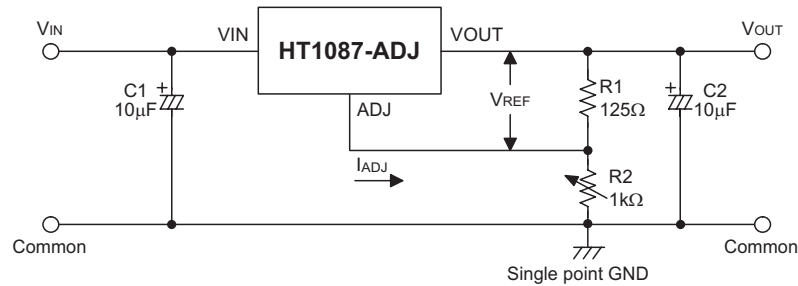 VIN
VIN
HT1087-ADJ
VOUT
VOUT
C1
10μF
+
ADJ
VREF
R1
125Ω
+
C2
10μF
IADJ
R2
1kΩ
Common
Common
Single point GND